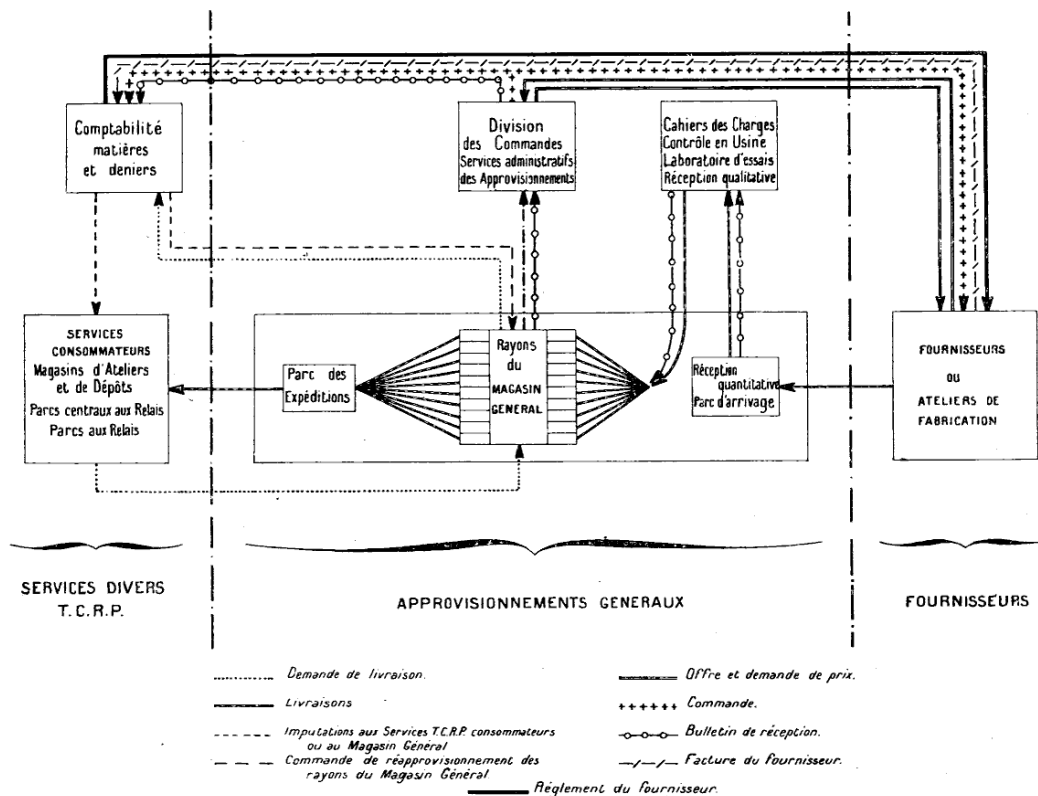 Comptabilité
matières
et deniers
Division
des Commandes
Services administratifs
des Approvisionnements
Cahiers des Charges
Contrôle en Usine
Laboratoire d'essais
Réception qualitative
SERVICES
CONSOMMATEURS
Magasins d'Ateliers
et de Dépôts
Parcs centraux aux Relais
Parcs aux Relais
Parc des
Expéditions
Rayons
du
MAGASIN
GENERAL
Réception
quantitative
Parc d'arrivage
FOURNISSEURS
OU
ATELIERS DE
FABRICATION
SERVICES DIVERS
T.C.R.P.
APPROVISIONNEMENTS GENERAUX
FOURNISSEURS
Demande de livraison.
Livraisons
Imputations aux Services T.C.R.P. consommateurs
ou au Magasin Général
Commande de réapprovisionnement des
rayons du Magasin Général.
Offre et demande de prix.
Commande.
Bulletin de réception.
Facture du fournisseur.
Réglement du fournisseur.